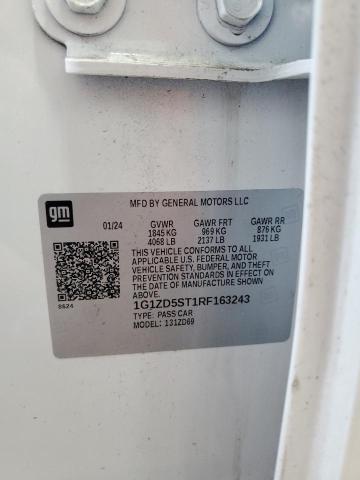 gm
MFD BY GENERAL MOTORS LLC
01/24 GVWR GAWR FRT GAWR RR
1845 KG 969 KG 876 KG
4068 LB 2137 LB 1931 LB
THIS VEHICLE CONFORMS TO ALL
APPLICABLE U.S. FEDERAL MOTOR
VEHICLE SAFETY, BUMPER, AND THEFT
PREVENTION STANDARDS IN EFFECT ON
THE DATE OF MANUFACTURE SHOWN
ABOVE.
8624
1G1ZD5ST1RF163243
TYPE: PASS CAR
MODEL: 131ZD69